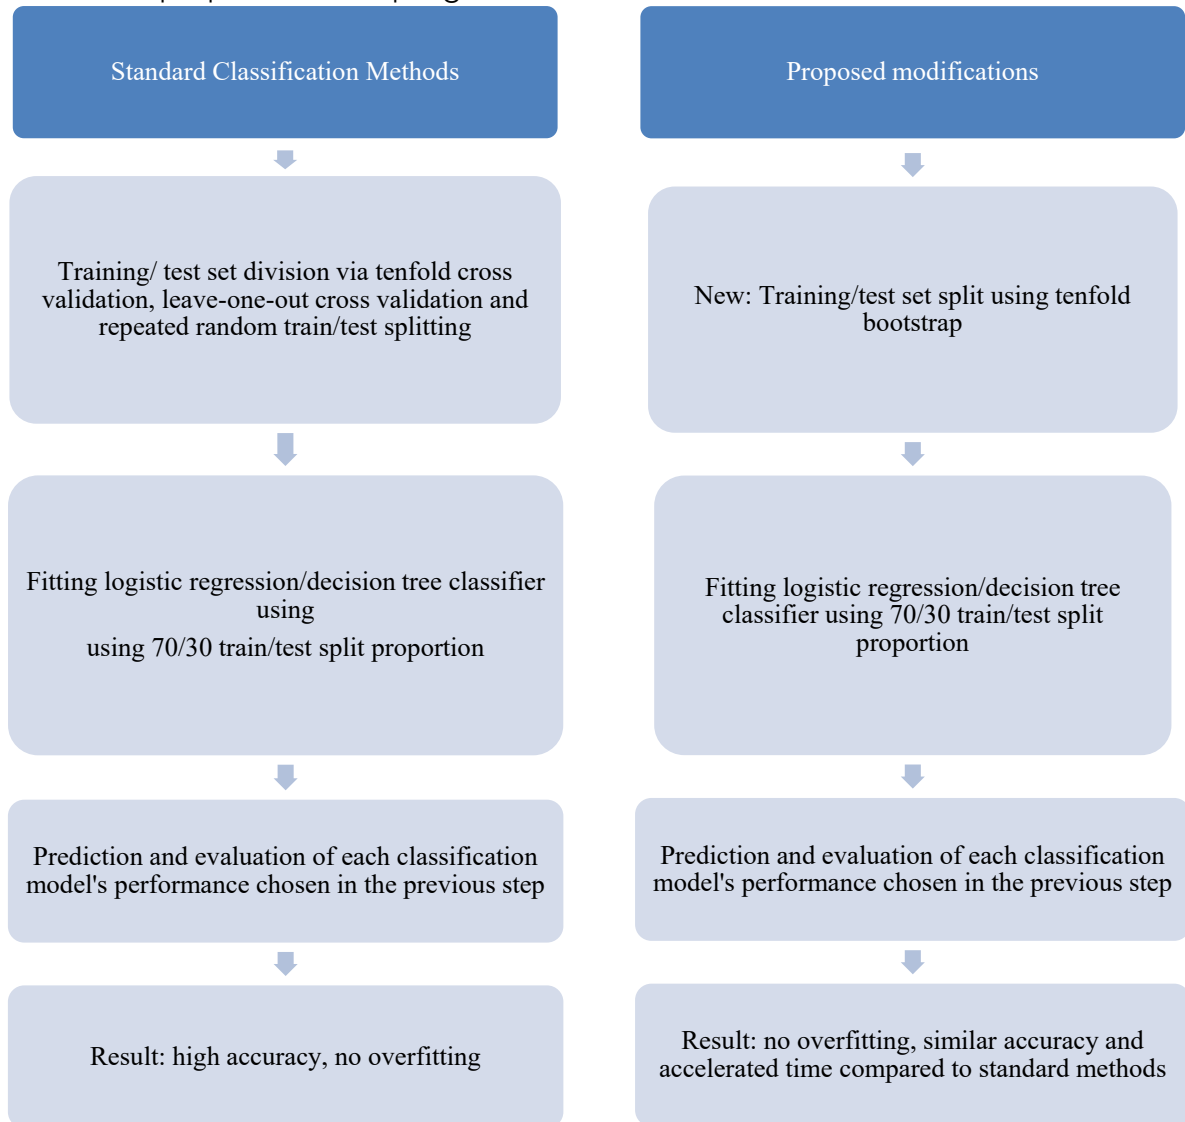 Standard Classification Methods
Training/ test set division via tenfold cross
validation, leave-one-out cross validation and
repeated random train/test splitting
Fitting logistic regression/decision tree classifier
using
using 70/30 train/test split proportion
Prediction and evaluation of each classification
model's performance chosen in the previous step
Result: high accuracy, no overfitting
Proposed modifications
New: Training/test set split using tenfold
bootstrap
Fitting logistic regression/decision tree
classifier using 70/30 train/test split
proportion
Prediction and evaluation of each classification
model's performance chosen in the previous step
Result: no overfitting, similar accuracy and
accelerated time compared to standard methods